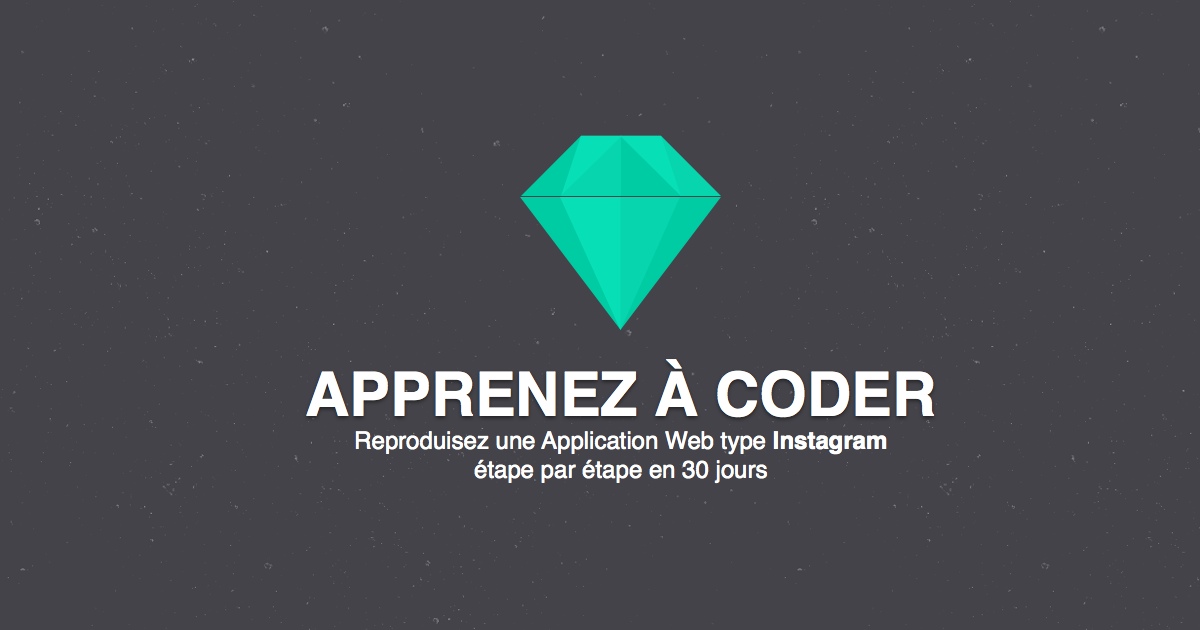 APPRENEZ À CODER
Reproduisez une Application Web type Instagram
étape par étape en 30 jours